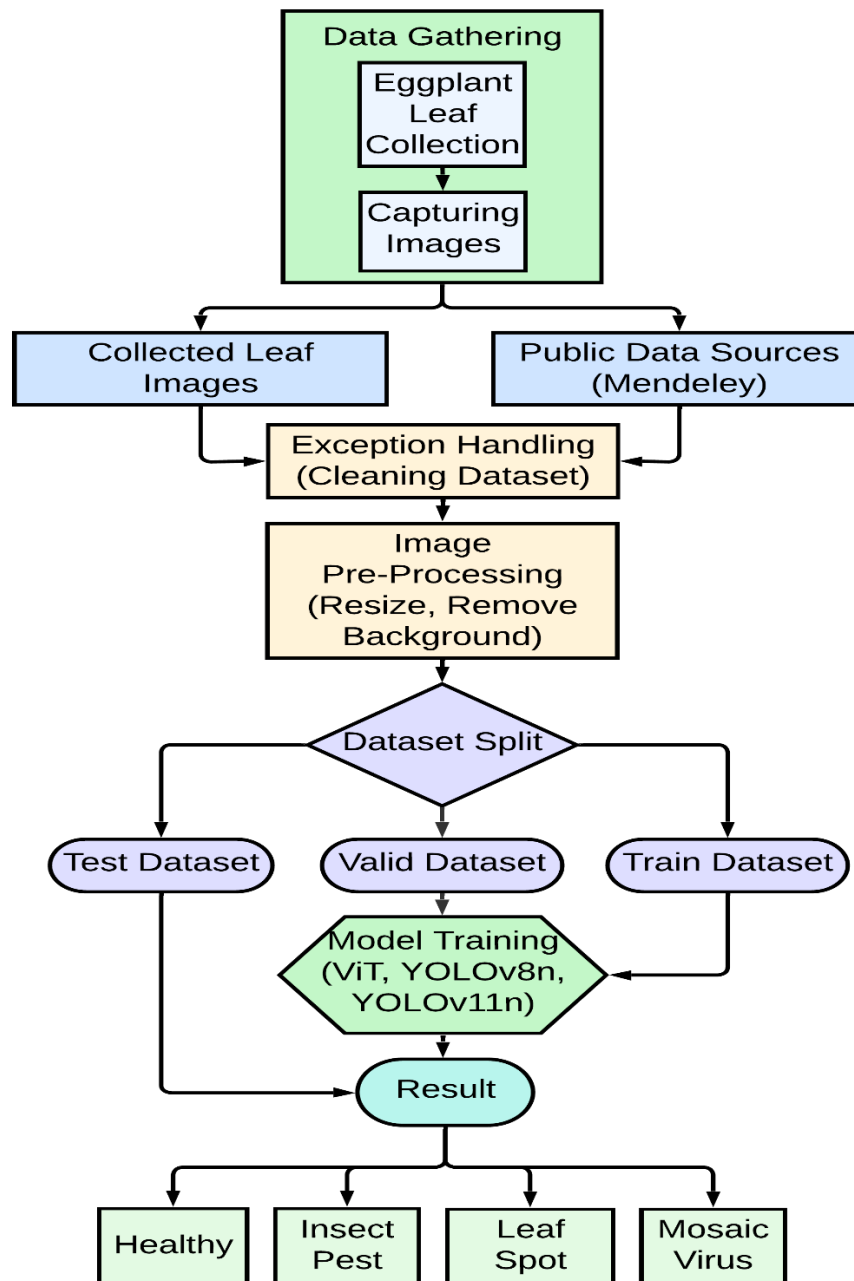 Data Gathering
Eggplant
Leaf
Collection
Capturing
Images
Collected Leaf
Images
Public Data Sources
(Mendeley)
Exception Handling
(Cleaning Dataset)
Image
Pre-Processing
(Resize, Remove
Background)
Dataset Split
Test Dataset
Valid Dataset
Train Dataset
Model Training
(ViT, YOLOv8n,
YOLOv11n)
Result
Healthy
Insect
Pest
Leaf
Spot
Mosaic
Virus